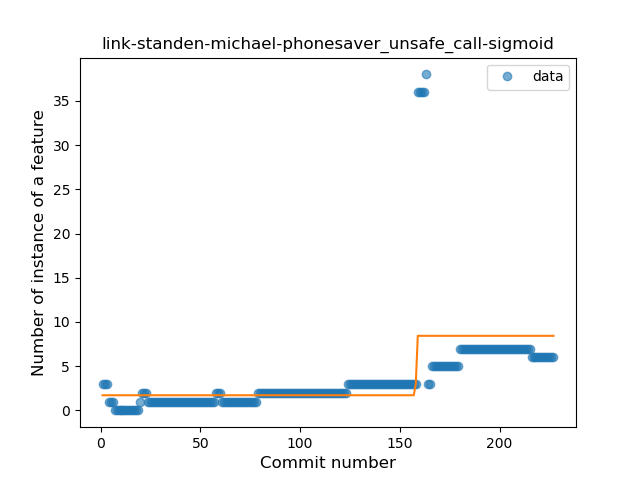 link-standen-michael-phonesaver_unsafe_call-sigmoid
data
Number of instance of a feature
35
30
25
20
15
10
5
0
0 50 100 150 200
Commit number